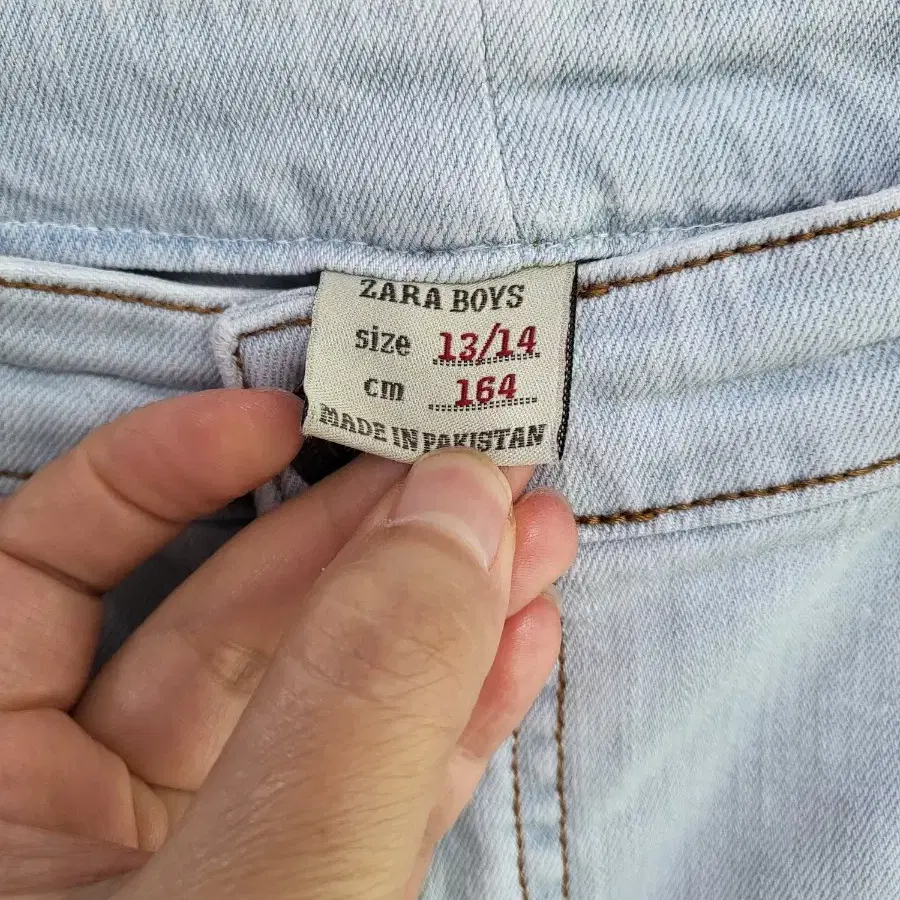 ZARA BOYS
size 13/14
cm 164
MADE IN PAKISTAN